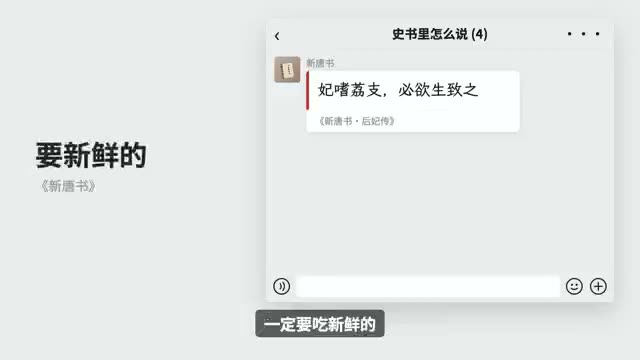 史书里怎么说 (4)
新唐书
妃嗜荔支，必欲生致之
《新唐书·后妃传》
要新鲜的
《新唐书》
一定要吃新鲜的